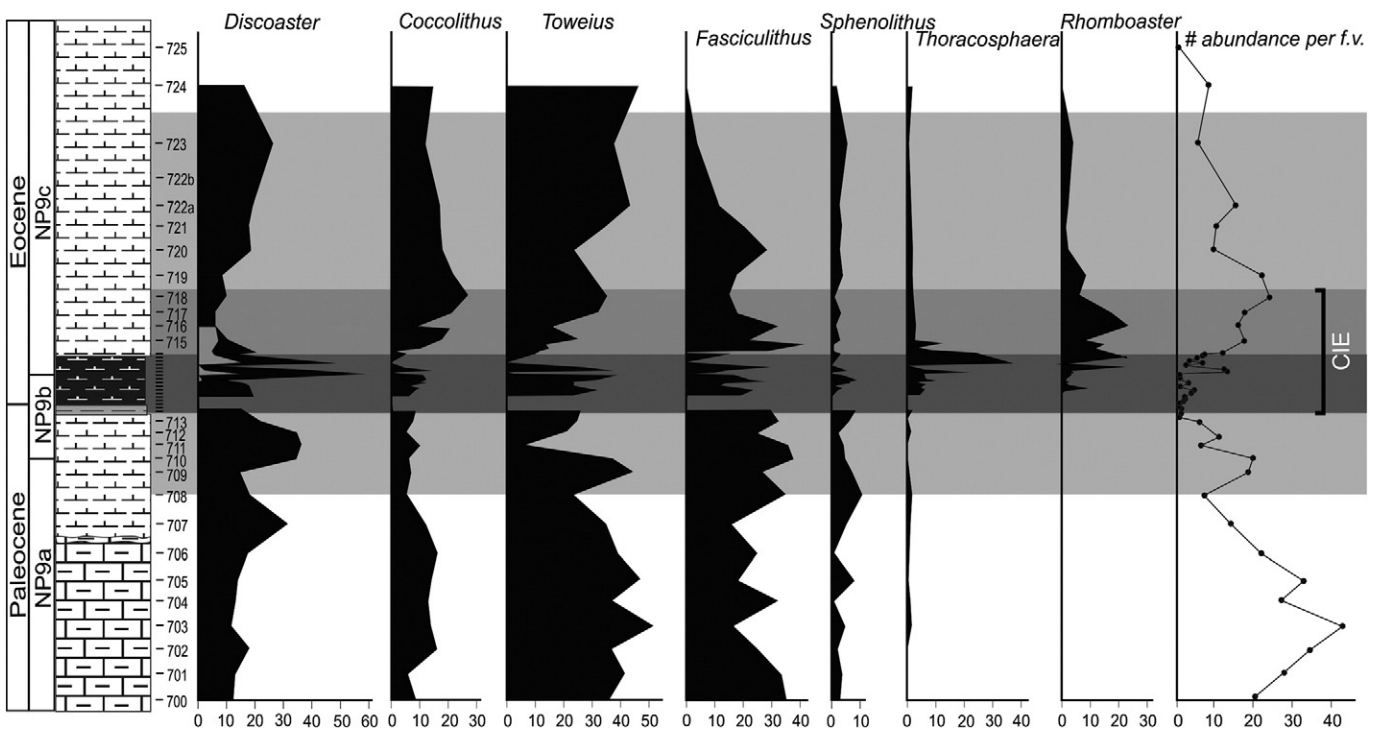 Discoaster Coccolithus Toweius Sphenolithus Rhomboaster
Fasciculithus Thoracosphaera # abundance per f.v.
Eocene
Paleocene
NP9c
NP9b
NP9a
725
724
723
722b
722a
721
720
719
718
717
716
715
713
712
711
710
709
708
707
706
705
704
703
702
701
700
CIE
0 10 20 30 40 50 60 0 10 20 30 0 10 20 30 40 50 0 10 20 30 40 0 10 0 10 20 30 40 0 10 20 30 0 10 20 30 40